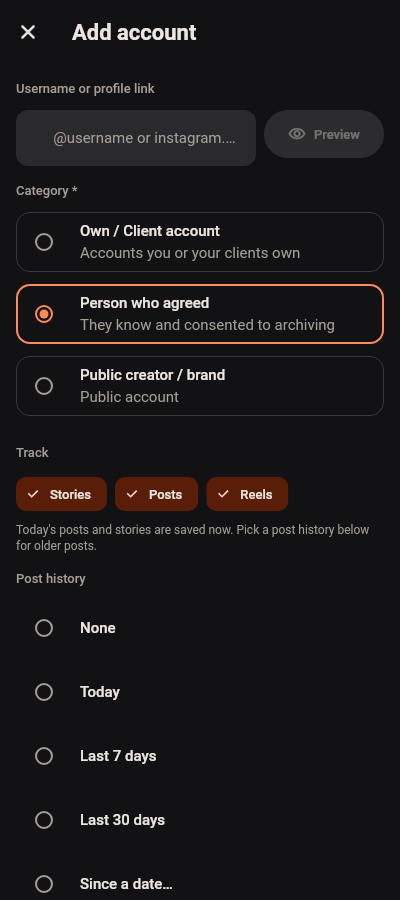 Add account
Username or profile link
@username or instagram.…
Preview
Category *
Own / Client account
Accounts you or your clients own
Person who agreed
They know and consented to archiving
Public creator / brand
Public account
Track
Stories
Posts
Reels
Today's posts and stories are saved now. Pick a post history below
for older posts.
Post history
None
Today
Last 7 days
Last 30 days
Since a date…